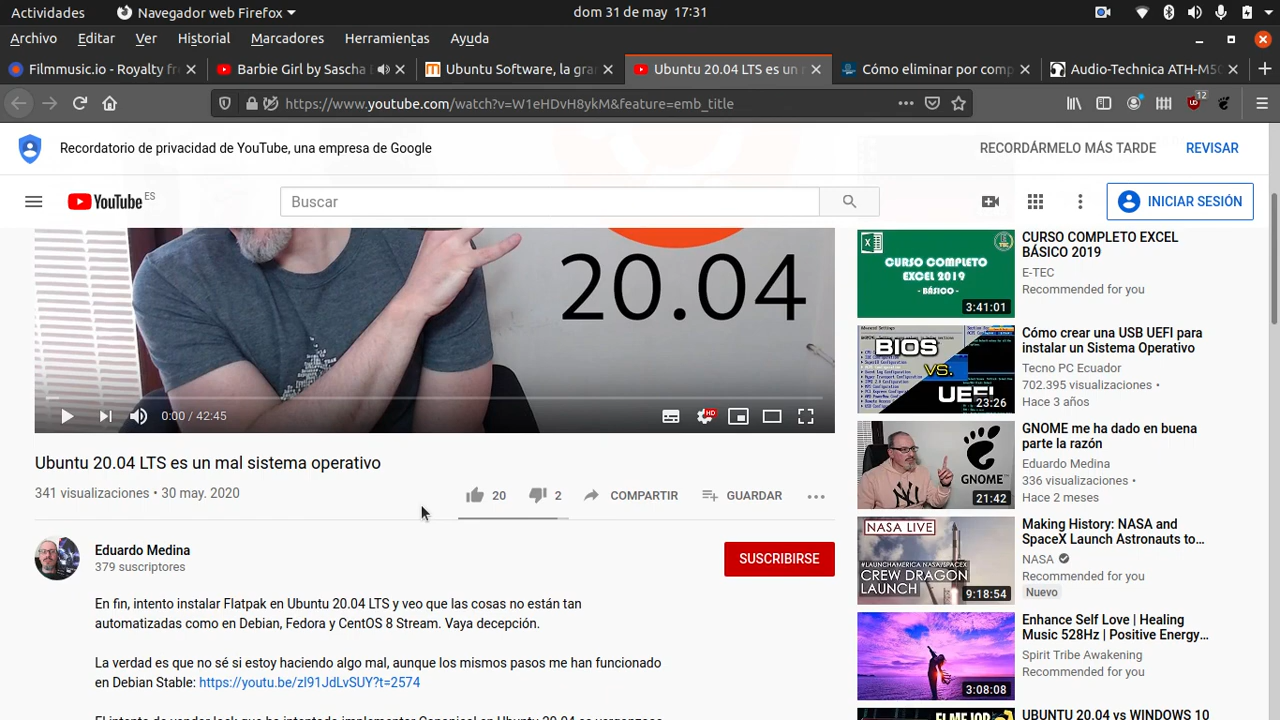 Actividades
Navegador web Firefox
dom 31 de may 17:31
Archivo Editar Ver Historial Marcadores Herramientas Ayuda
Filmmusic.io - Royalty fr
Barbie Girl by Sascha L
Ubuntu Software, la gra
Ubuntu 20.04 LTS es un
Cómo eliminar por comp
Audio-Technica ATH-M50
https://www.youtube.com/watch?v=W1eHDvH8ykM&feature=emb_title
12
Recordatorio de privacidad de YouTube, una empresa de Google
RECORDÁRMELO MÁS TARDE
REVISAR
YouTube ES
Buscar
INICIAR SESIÓN
20.04
0:00 / 42:45
HD
Ubuntu 20.04 LTS es un mal sistema operativo
341 visualizaciones • 30 may. 2020
20
2
COMPARTIR
GUARDAR
Eduardo Medina
379 suscriptores
SUSCRIBIRSE
En fin, intento instalar Flatpak en Ubuntu 20.04 LTS y veo que las cosas no están tan
automatizadas como en Debian, Fedora y CentOS 8 Stream. Vaya decepción.
La verdad es que no sé si estoy haciendo algo mal, aunque los mismos pasos me han funcionado
en Debian Stable:
CURSO COMPLETO
EXCEL 2019
- BÁSICO -
3:41:01
CURSO COMPLETO EXCEL
BÁSICO 2019
E-TEC
Recommended for you
BIOS
VS.
UEFI
23:26
Cómo crear una USB UEFI para
instalar un Sistema Operativo
Tecno PC Ecuador
702.395 visualizaciones •
Hace 3 años
GNOME
21:42
GNOME me ha dado en buena
parte la razón
Eduardo Medina
336 visualizaciones •
Hace 2 meses
NASA LIVE
#LAUNCHAMERICA NASA/SPACEX
CREW DRAGON
LAUNCH
9:18:54
Making History: NASA and
SpaceX Launch Astronauts to...
NASA
Recommended for you
Nuevo
3:08:08
Enhance Self Love | Healing
Music 528Hz | Positive Energy...
Spirit Tribe Awakening
Recommended for you
UBUNTU 20.04 vs WINDOWS 10